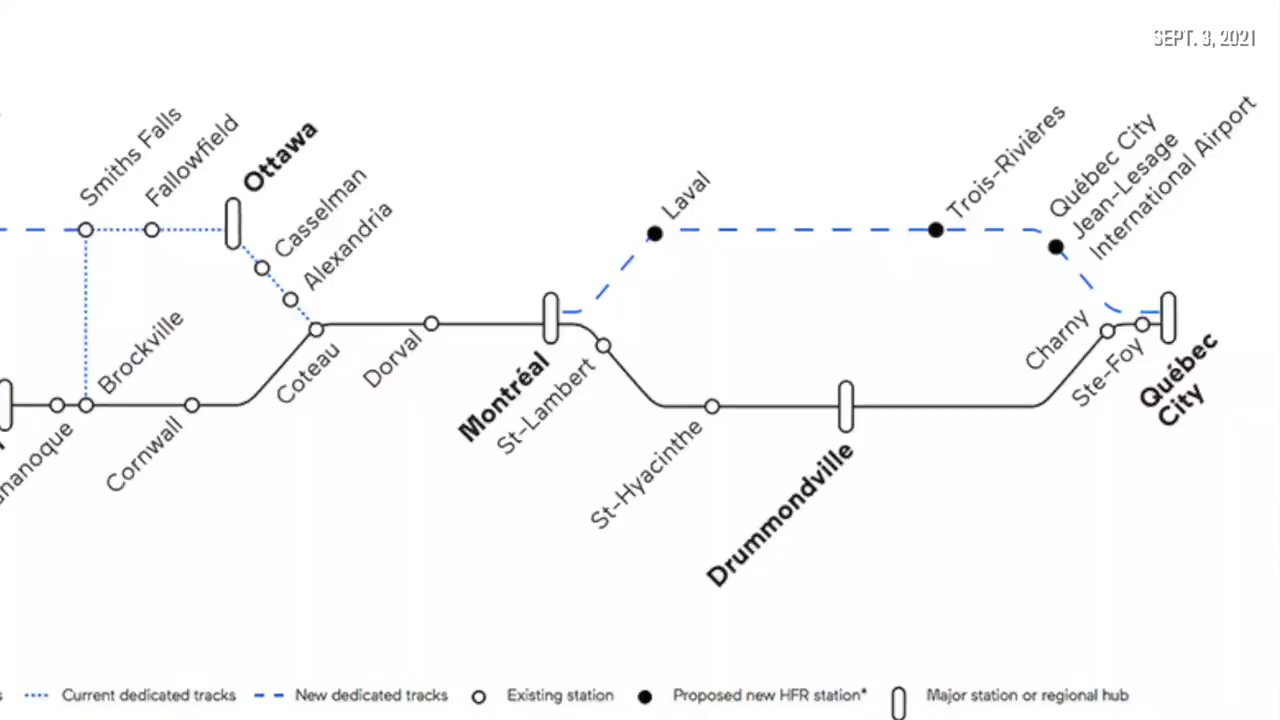 SEPT. 3, 2021
Smiths Falls
Fallowfield
Ottawa
Casselman
Alexandria
Laval
Trois-Rivières
Québec City
Jean-Lesage
International Airport
Brockville
Cornwall
Coteau
Dorval
Montréal
St-Lambert
St-Hyacinthe
Drummondville
Charny
Ste-Foy
Québec
City
Current dedicated tracks
New dedicated tracks
Existing station
Proposed new HFR station*
Major station or regional hub